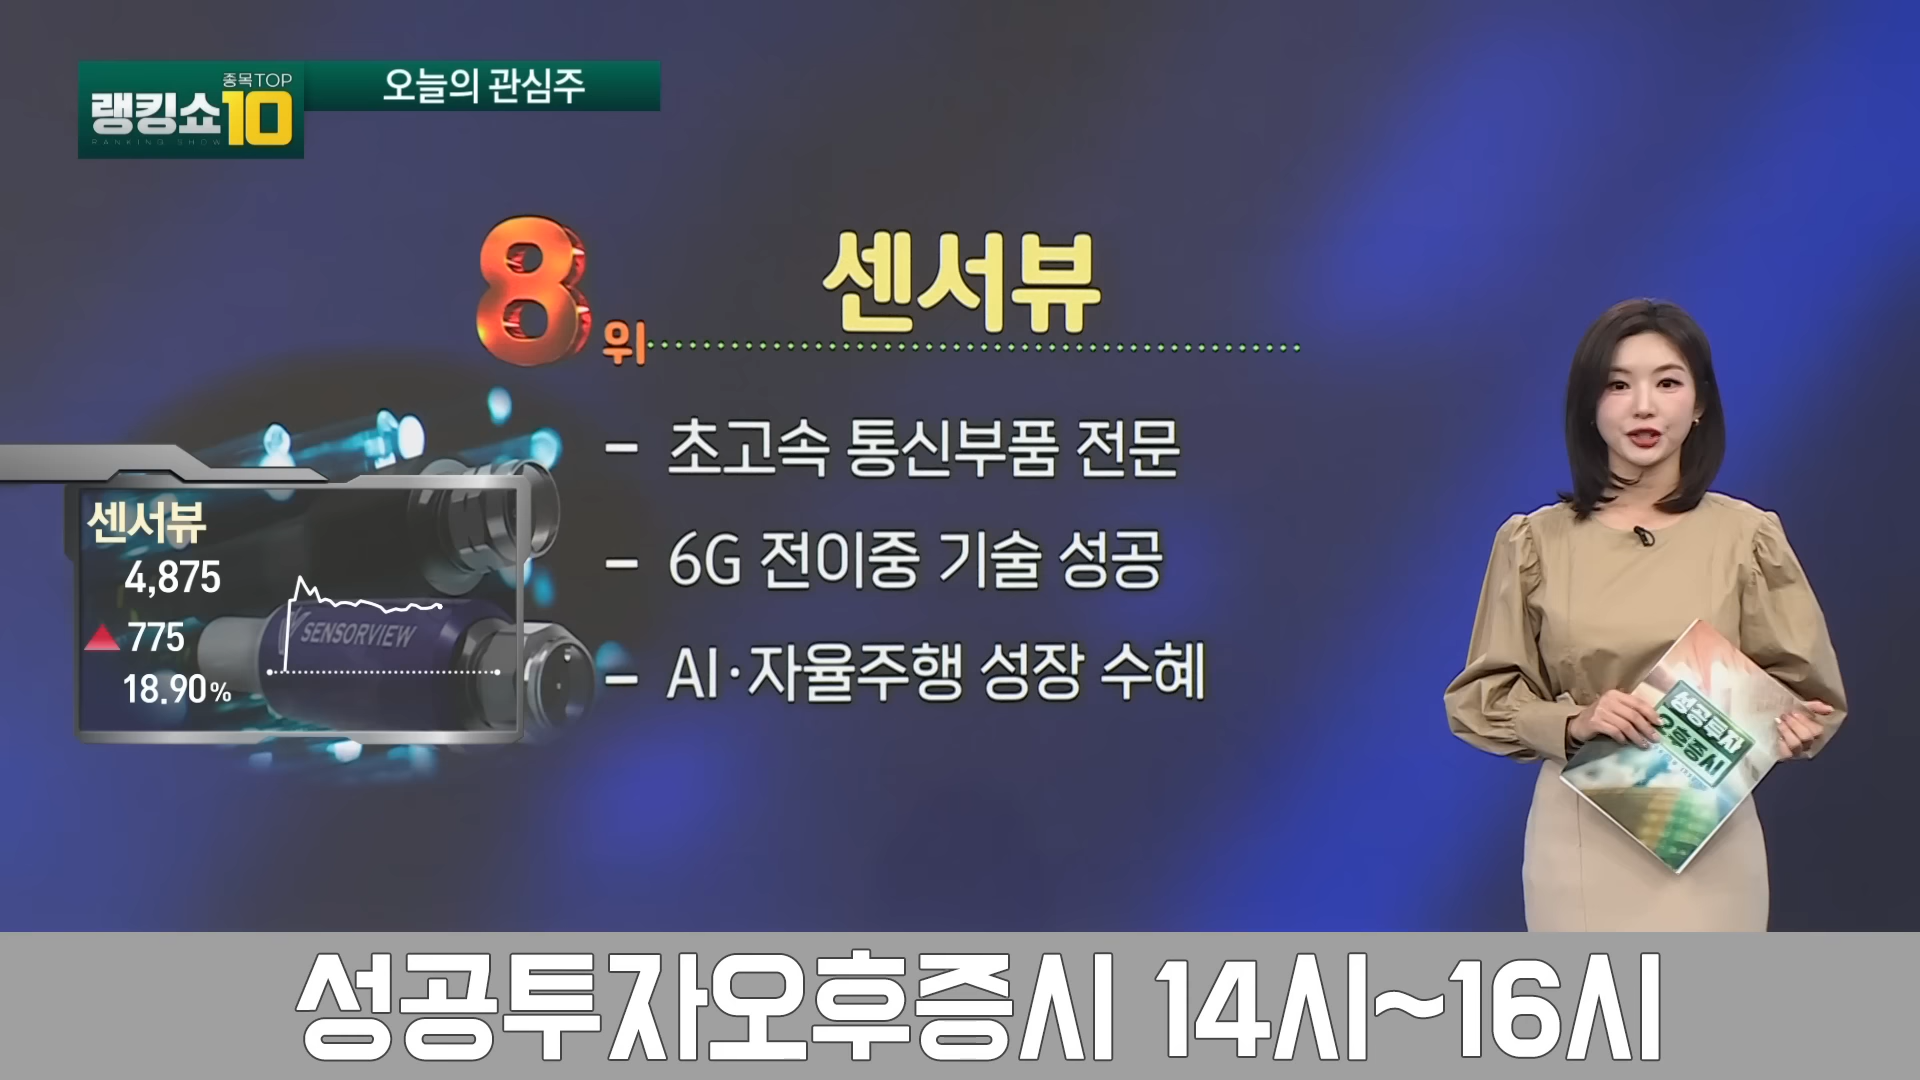 종목TOP
랭킹쇼10
RANKING SHOW
오늘의 관심주
8위 센서뷰
- 초고속 통신부품 전문
- 6G 전이중 기술 성공
- AI·자율주행 성장 수혜
센서뷰
4,875
▲ 775
18.90%
SENSORVIEW
성공투자
오후증시
성공투자오후증시 14시~16시